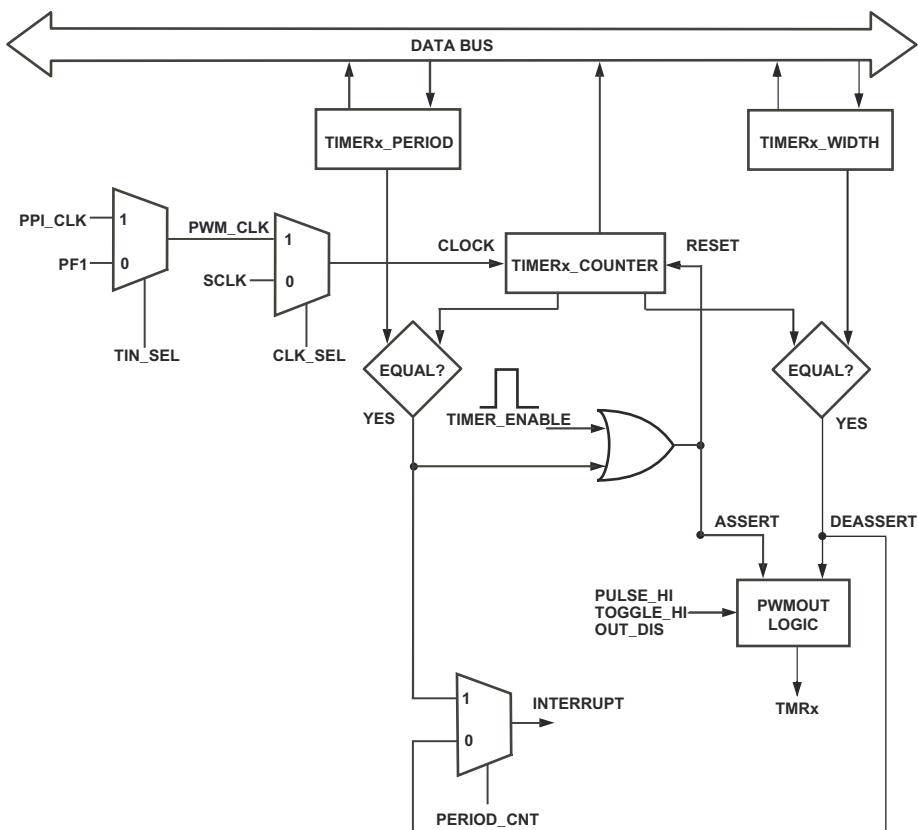 DATA BUS
TIMERx_PERIOD
TIMERx_WIDTH
PPI_CLK
1
PWM_CLK
1
CLOCK
RESET
PF1
0
SCLK
0
TIMERx_COUNTER
TIN_SEL
CLK_SEL
EQUAL?
EQUAL?
YES
TIMER_ENABLE
YES
ASSERT
DEASSERT
PULSE_HI
TOGGLE_HI
OUT_DIS
PWMOUT
LOGIC
1
INTERRUPT
TMRx
0
PERIOD_CNT